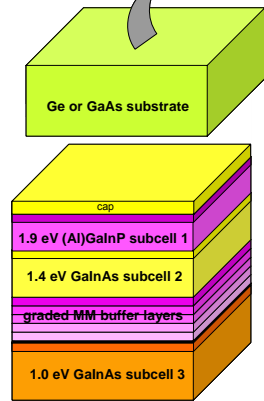 Ge or GaAs substrate
cap
1.9 eV (Al)GaInP subcell 1
1.4 eV GaInAs subcell 2
graded MM buffer layers
1.0 eV GaInAs subcell 3